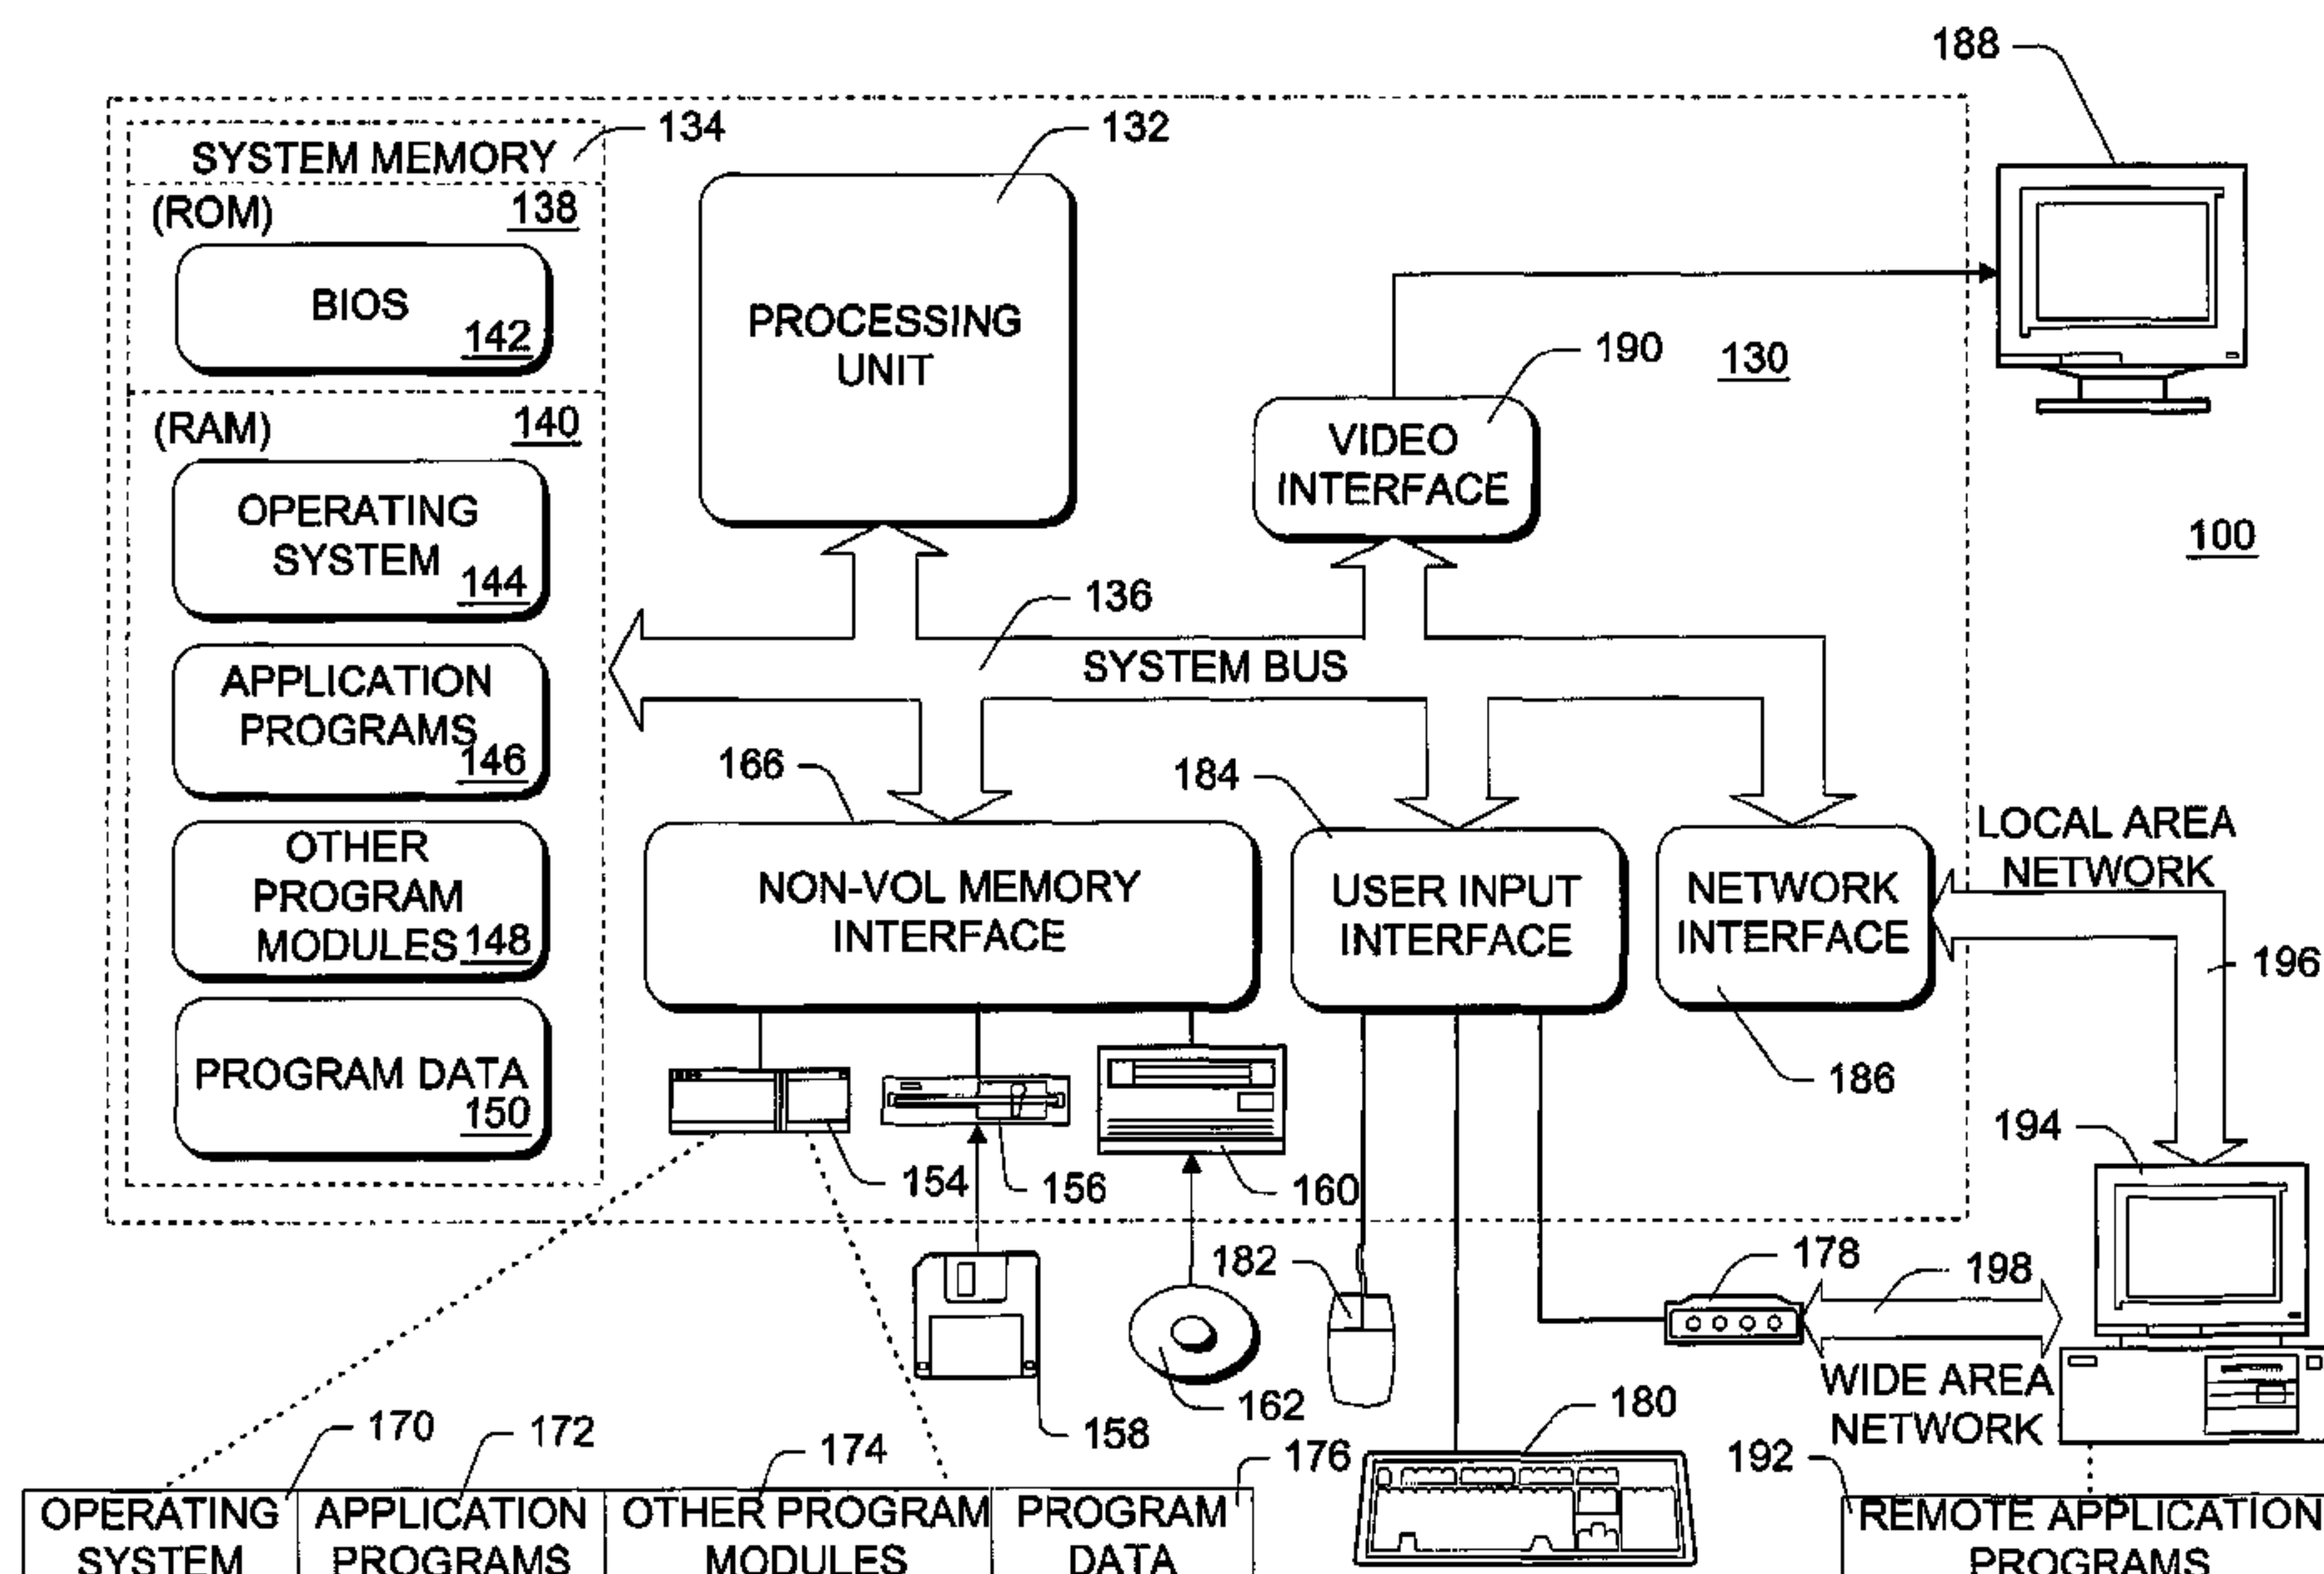 188
134
132
SYSTEM MEMORY
(ROM)
138
BIOS
142
PROCESSING
UNIT
190
130
(RAM)
140
VIDEO
INTERFACE
100
OPERATING
SYSTEM
144
136
SYSTEM BUS
APPLICATION
PROGRAMS
146
166
184
OTHER
PROGRAM
MODULES 148
NON-VOL MEMORY
INTERFACE
USER INPUT
INTERFACE
NETWORK
INTERFACE
LOCAL AREA
NETWORK
196
PROGRAM DATA
150
186
194
154
156
160
182
178
198
162
158
WIDE AREA
NETWORK
180
170
172
174
176
192
OPERATING
SYSTEM
APPLICATION
PROGRAMS
OTHER PROGRAM
MODULES
PROGRAM
DATA
REMOTE APPLICATION
PROGRAMS